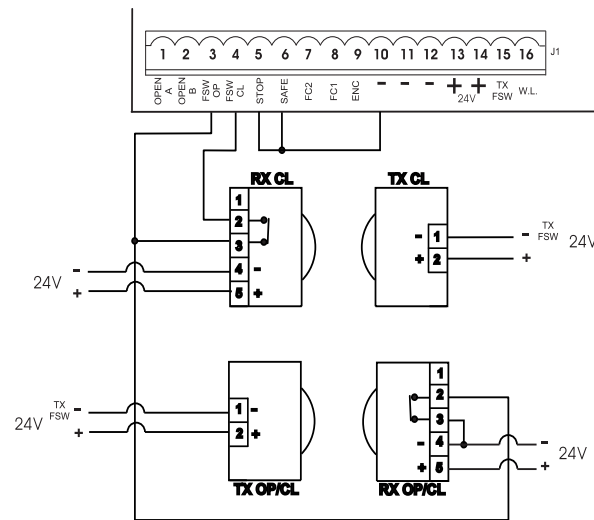 1 2 3 4 5 6 7 8 9 10 11 12 13 14 15 16 J1
OPEN A
OPEN B
FSW OP
FSW CL
STOP
SAFE
FC2
FC1
ENC
- - - + +
24V
TX FSW
W.L.
RX CL
TX CL
1
2
3
4 -
5 +
- 1
+ 2
- TX FSW
+
24V
24V
-
+
24V
TX FSW -
+
1 -
2 +
1
2
3
- 4
+ 5
-
+
24V
TX OP/CL
RX OP/CL